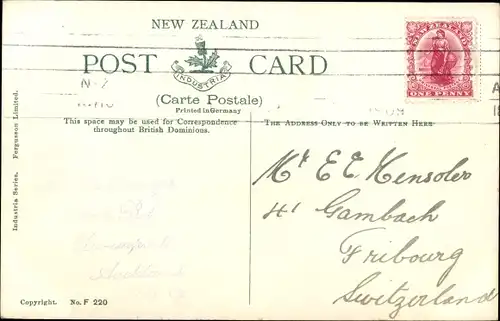 NEW ZEALAND
POST CARD
INDUSTRIA
(Carte Postale)
Printed in Germany
This space may be used for Correspondence
throughout British Dominions.
THE ADDRESS ONLY TO BE WRITTEN HERE
ONE PENNY
1909
Mr E E Kensoler
41 Gambach
Fribourg
Switzerland
Industria Series. Fergusson Limited.
Copyright. No. F 220